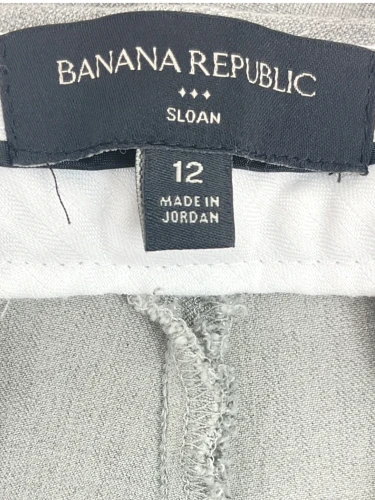 BANANA REPUBLIC
SLOAN
12
MADE IN
JORDAN